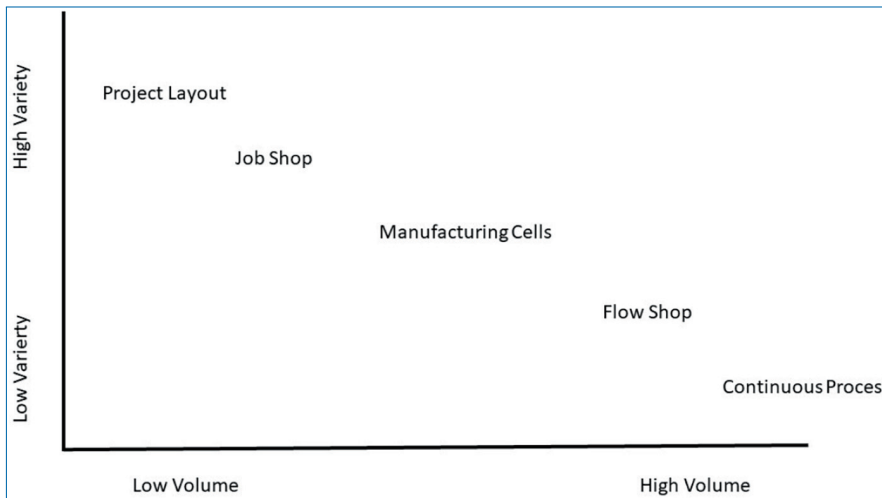 High Variety
Project Layout
Job Shop
Manufacturing Cells
Flow Shop
Low Varierty
Continuous Proces
Low Volume
High Volume